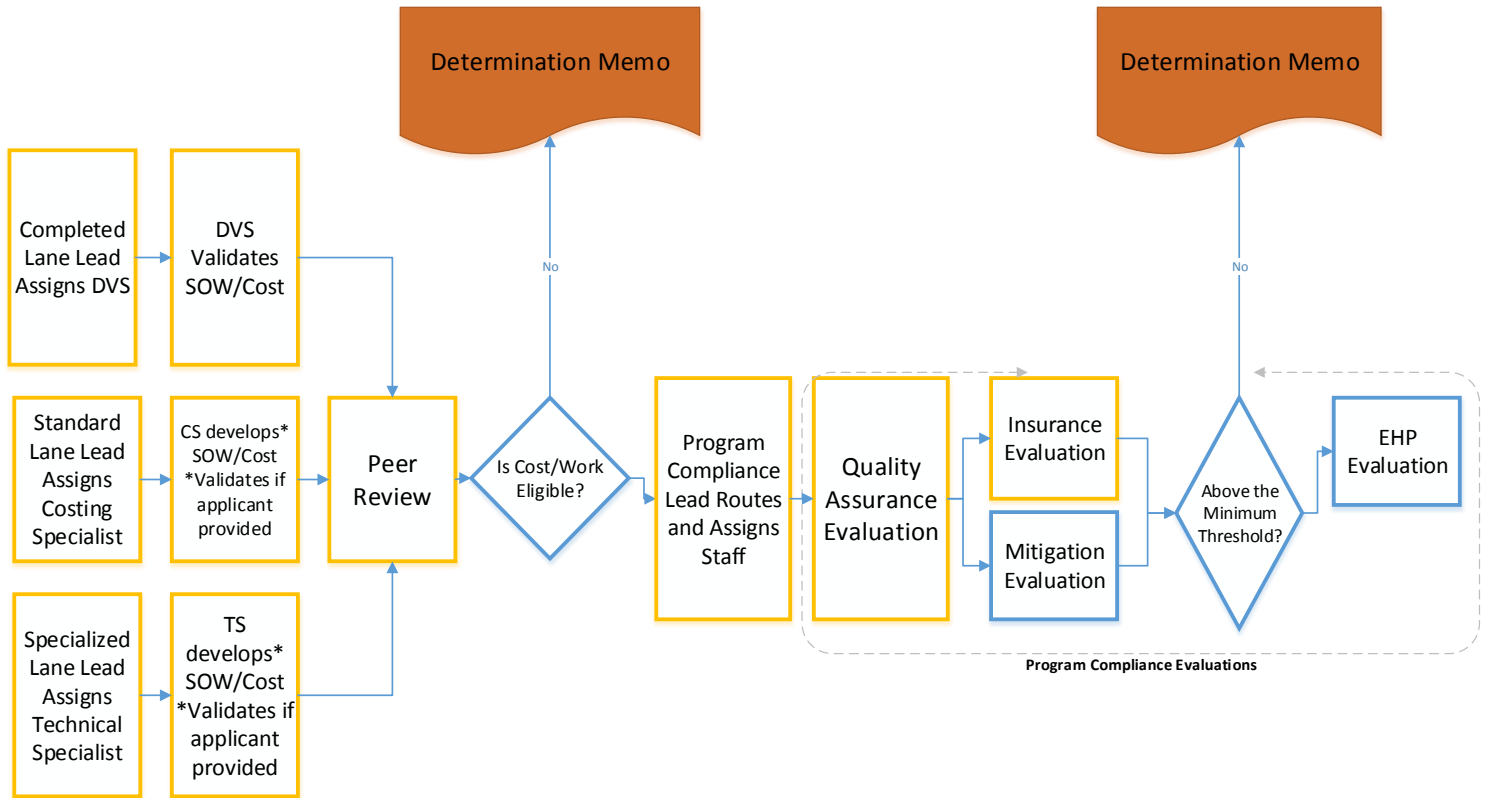 Determination Memo
Determination Memo
Completed
Lane Lead
Assigns DVS
DVS
Validates
SOW/Cost
No
No
Standard
Lane Lead
Assigns
Costing
Specialist
CS develops*
SOW/Cost
*Validates if
applicant
provided
Peer
Review
Is Cost/Work
Eligible?
Program
Compliance
Lead Routes
and Assigns
Staff
Quality
Assurance
Evaluation
Insurance
Evaluation
Mitigation
Evaluation
Above the
Minimum
Threshold?
EHP
Evaluation
Specialized
Lane Lead
Assigns
Technical
Specialist
TS
develops*
SOW/Cost
*Validates if
applicant
provided
Program Compliance Evaluations